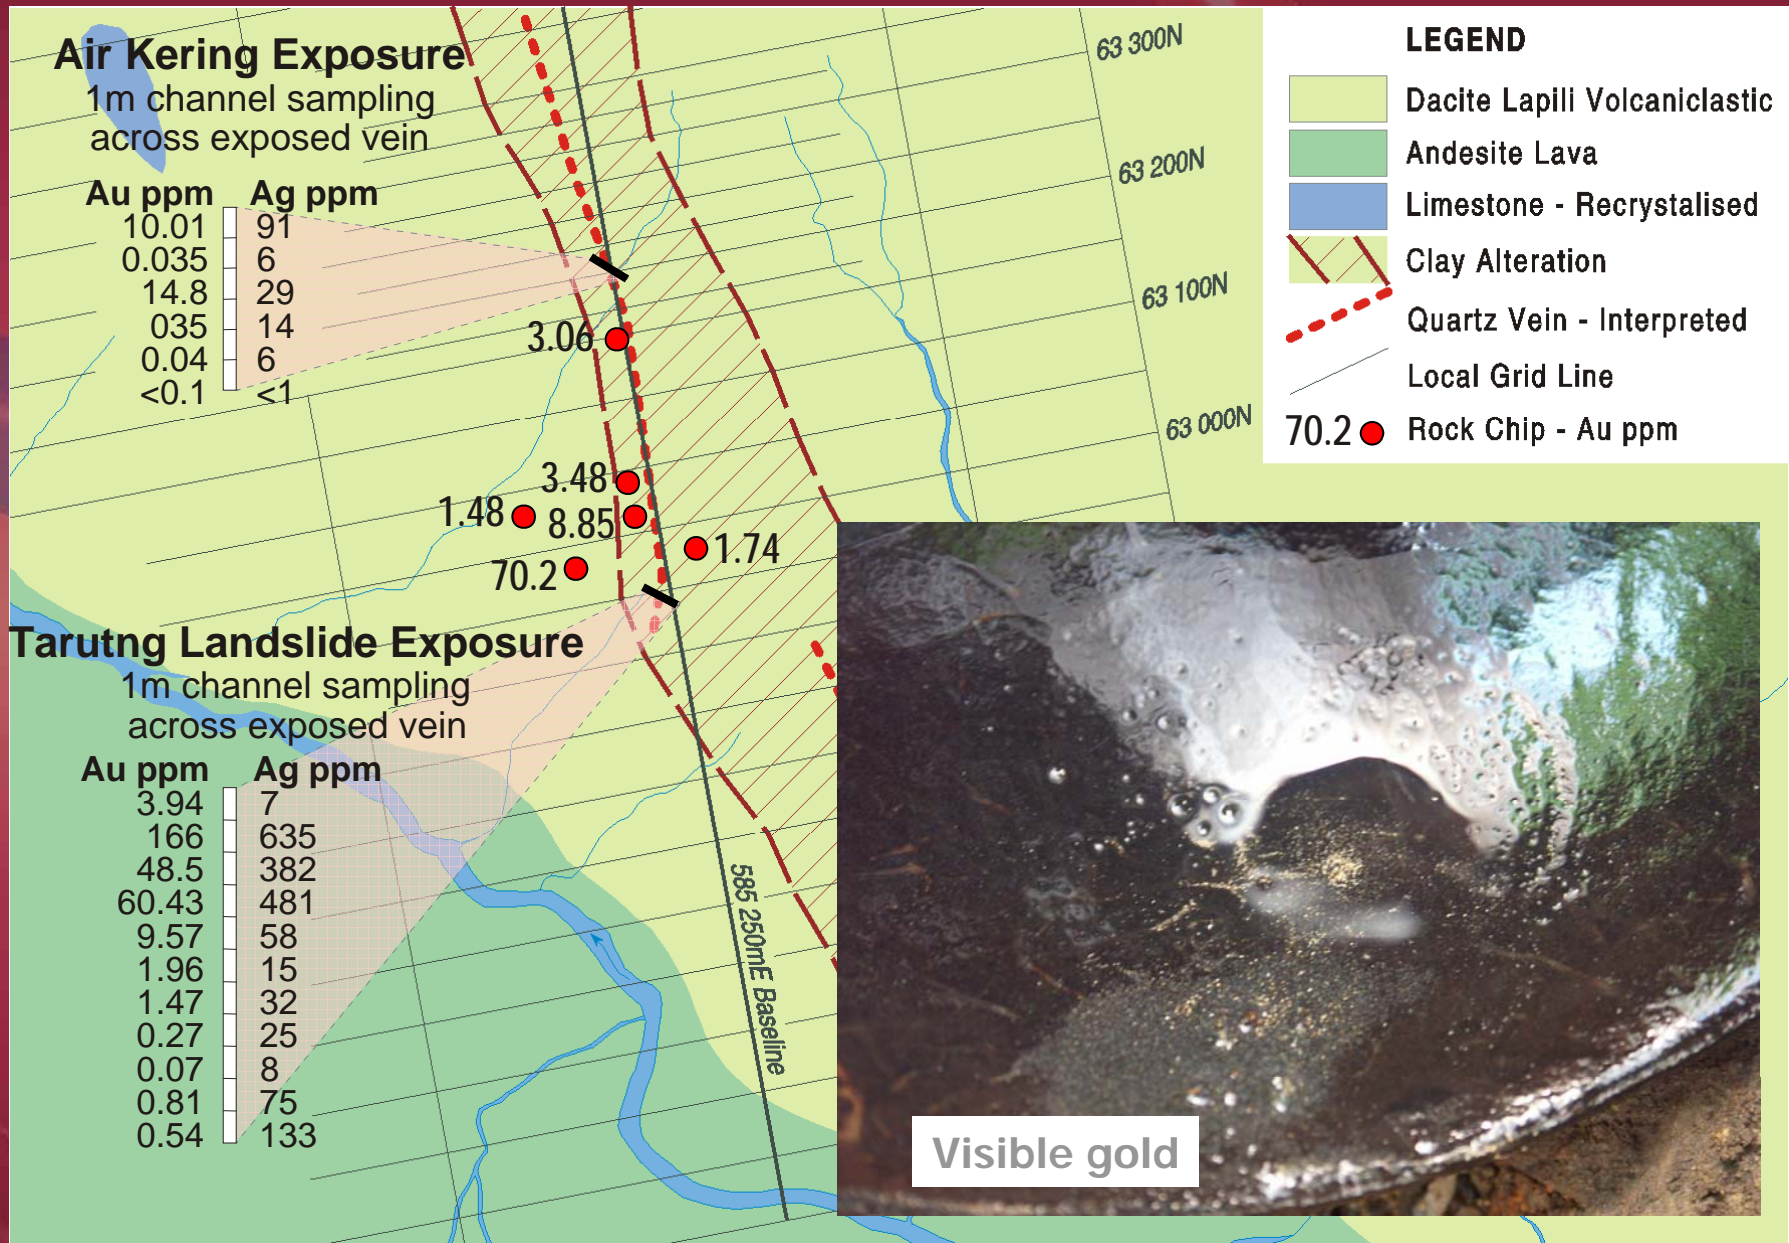 Air Kering Exposure
1m channel sampling
across exposed vein
Au ppm Ag ppm
10.01 91
0.035 6
14.8 29
035 14
0.04 6
<0.1 <1
Tarutng Landslide Exposure
1m channel sampling
across exposed vein
Au ppm Ag ppm
3.94 7
166 635
48.5 382
60.43 481
9.57 58
1.96 15
1.47 32
0.27 25
0.07 8
0.81 75
0.54 133
3.06
3.48
1.48
8.85
70.2
1.74
63 300N
63 200N
63 100N
63 000N
585 250mE Baseline
LEGEND
Dacite Lapili Volcaniclastic
Andesite Lava
Limestone - Recrystalised
Clay Alteration
Quartz Vein - Interpreted
Local Grid Line
70.2 Rock Chip - Au ppm
Visible gold